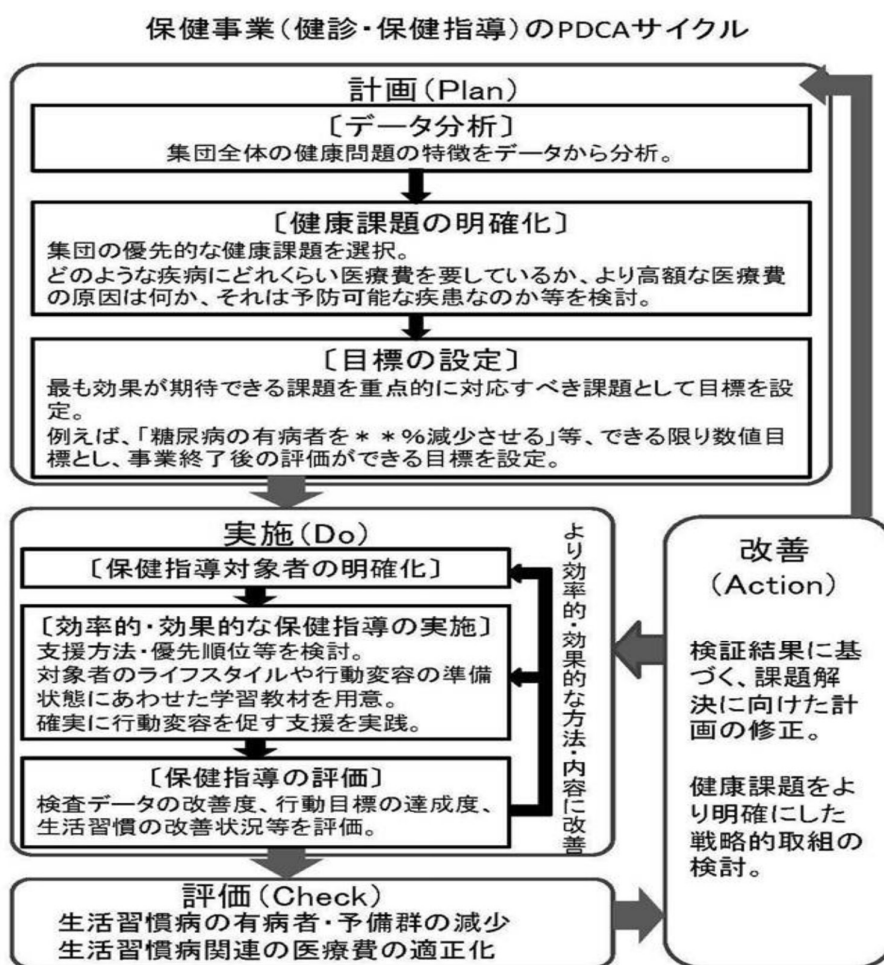 保健事業(健診・保健指導)のPDCAサイクル
計画(Plan)
〔データ分析〕
集団全体の健康問題の特徴をデータから分析。
〔健康課題の明確化〕
集団の優先的な健康課題を選択。
どのような疾病にどれくらい医療費を要しているか、より高額な医療費
の原因は何か、それは予防可能な疾患なのか等を検討。
〔目標の設定〕
最も効果が期待できる課題を重点的に対応すべき課題として目標を設
定。
例えば、「糖尿病の有病者を＊＊％減少させる」等、できる限り数値目
標とし、事業終了後の評価ができる目標を設定。
実施(Do)
〔保健指導対象者の明確化〕
〔効率的・効果的な保健指導の実施〕
支援方法・優先順位等を検討。
対象者のライフスタイルや行動変容の準備
状態にあわせた学習教材を用意。
確実に行動変容を促す支援を実践。
〔保健指導の評価〕
検査データの改善度、行動目標の達成度、
生活習慣の改善状況等を評価。
より効率的・効果的な方法・内容に改善
評価(Check)
生活習慣病の有病者・予備群の減少
生活習慣病関連の医療費の適正化
改善
(Action)
検証結果に基
づく、課題解
決に向けた計
画の修正。
健康課題をよ
り明確にした
戦略的取組の
検討。